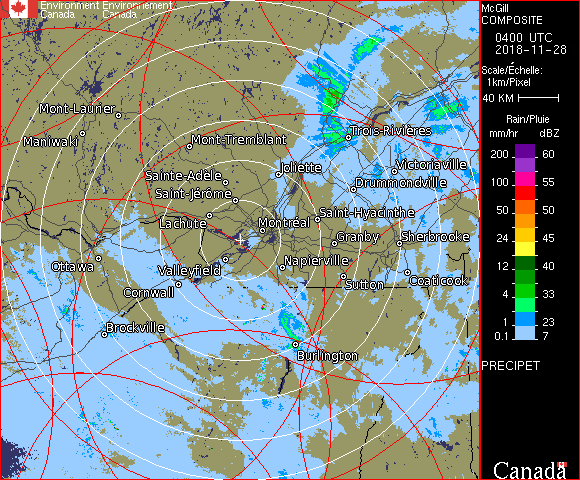 Environment Environnement
Canada Canada
McGill
COMPOSITE
0400 UTC
2018-11-28
Scale/Échelle:
1km/Pixel
40 KM
Rain/Pluie
mm/hr dBZ
200 60
150 57
100 55
50 50
24 45
12 40
4 33
1 23
0.1 7
PRECIPET
Mont-Laurier
Maniwaki
Mont-Tremblant
Trois-Rivières
Joliette
Victoriaville
Sainte-Adèle
Drummondville
Saint-Jérôme
Saint-Hyacinthe
Lachute
Montréal
Granby
Sherbrooke
Ottawa
Valleyfield
Napierville
Cornwall
Sutton
Coaticook
Brockville
Burlington
Canada